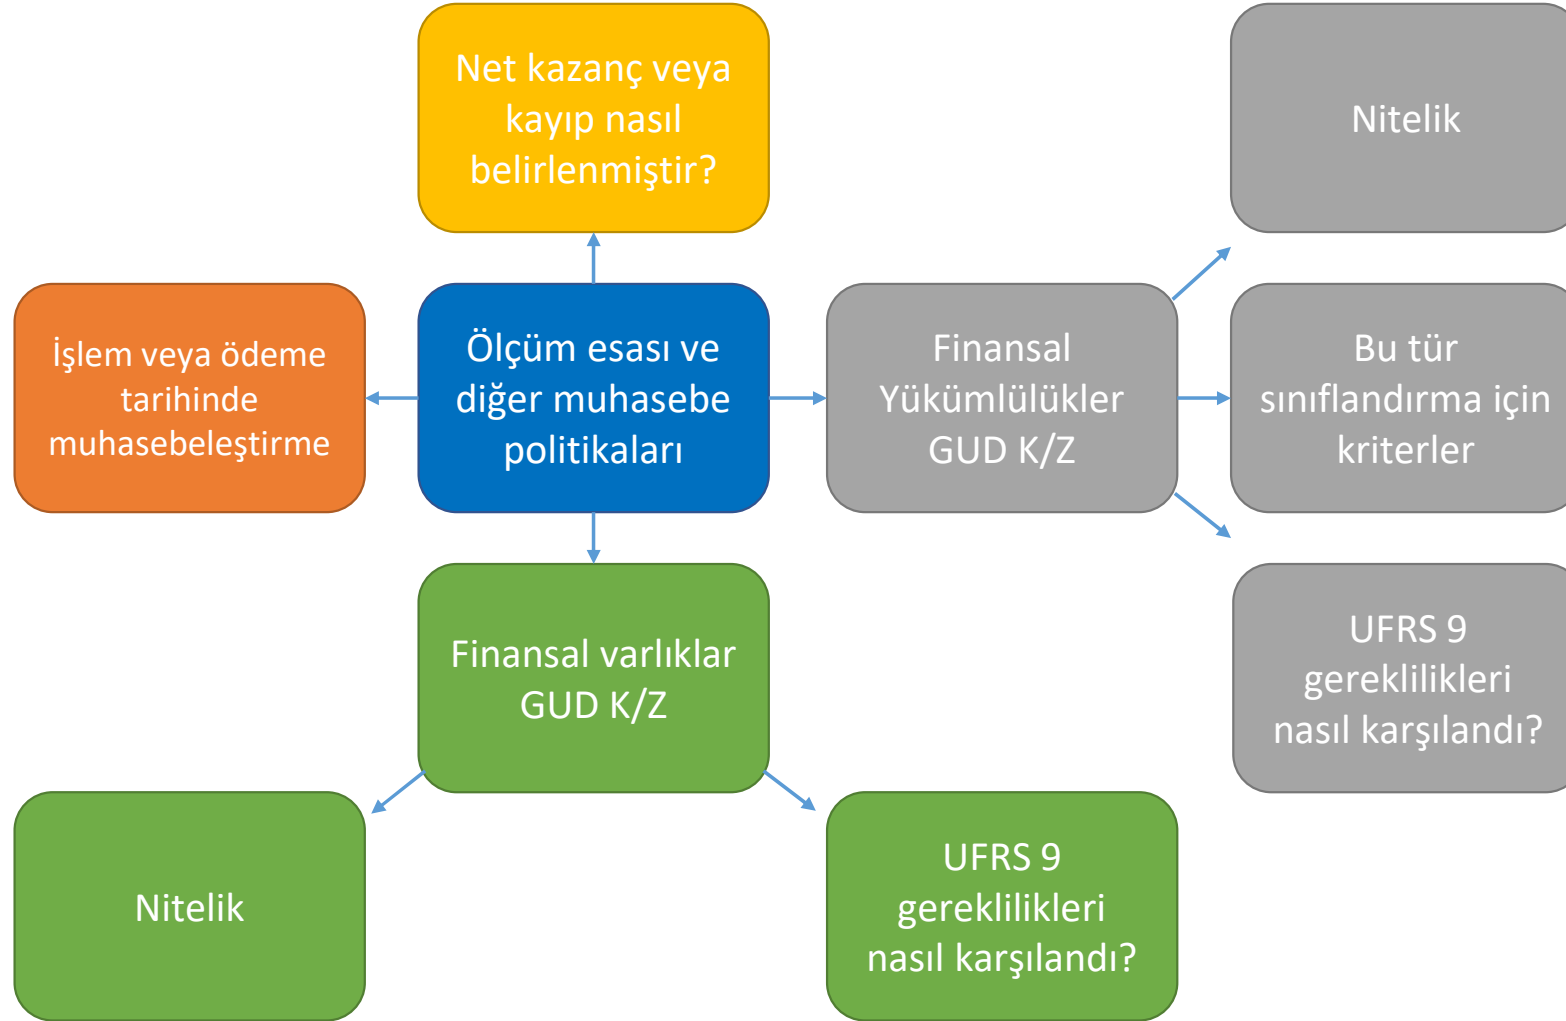 Net kazanç veya
kayıp nasıl
belirlenmiştir?
Nitelik
İşlem veya ödeme
tarihinde
muhasebeleştirme
Ölçüm esası ve
diğer muhasebe
politikaları
Finansal
Yükümlülükler
GUD K/Z
Bu tür
sınıflandırma için
kriterler
Finansal varlıklar
GUD K/Z
UFRS 9
gereklilikleri
nasıl karşılandı?
Nitelik
UFRS 9
gereklilikleri
nasıl karşılandı?